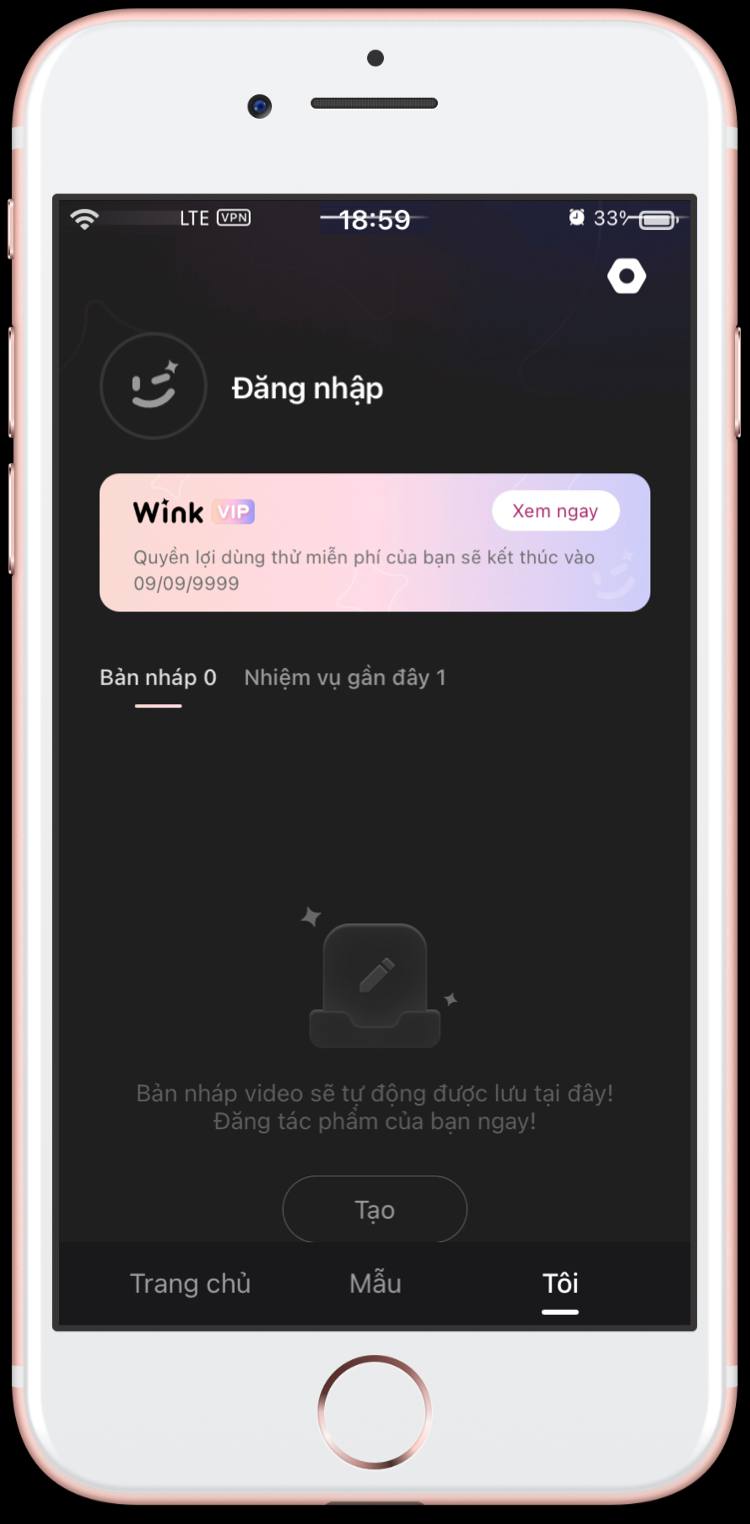 LTE VPN 18:59 33%
Đăng nhập
Wink VIP Xem ngay
Quyền lợi dùng thử miễn phí của bạn sẽ kết thúc vào
09/09/9999
Bản nháp 0 Nhiệm vụ gần đây 1
Bản nháp video sẽ tự động được lưu tại đây!
Đăng tác phẩm của bạn ngay!
Tạo
Trang chủ Mẫu Tôi